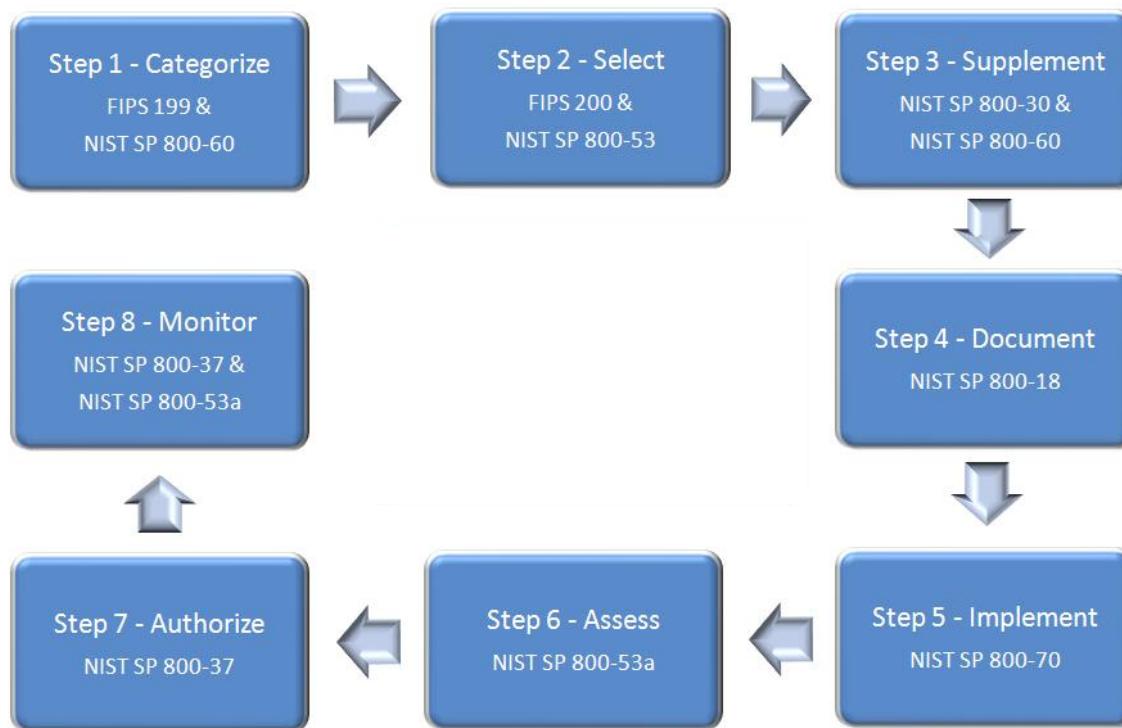 Step 1 - Categorize
FIPS 199 &
NIST SP 800-60
Step 2 - Select
FIPS 200 &
NIST SP 800-53
Step 3 - Supplement
NIST SP 800-30 &
NIST SP 800-60
Step 4 - Document
NIST SP 800-18
Step 5 - Implement
NIST SP 800-70
Step 6 - Assess
NIST SP 800-53a
Step 7 - Authorize
NIST SP 800-37
Step 8 - Monitor
NIST SP 800-37 &
NIST SP 800-53a